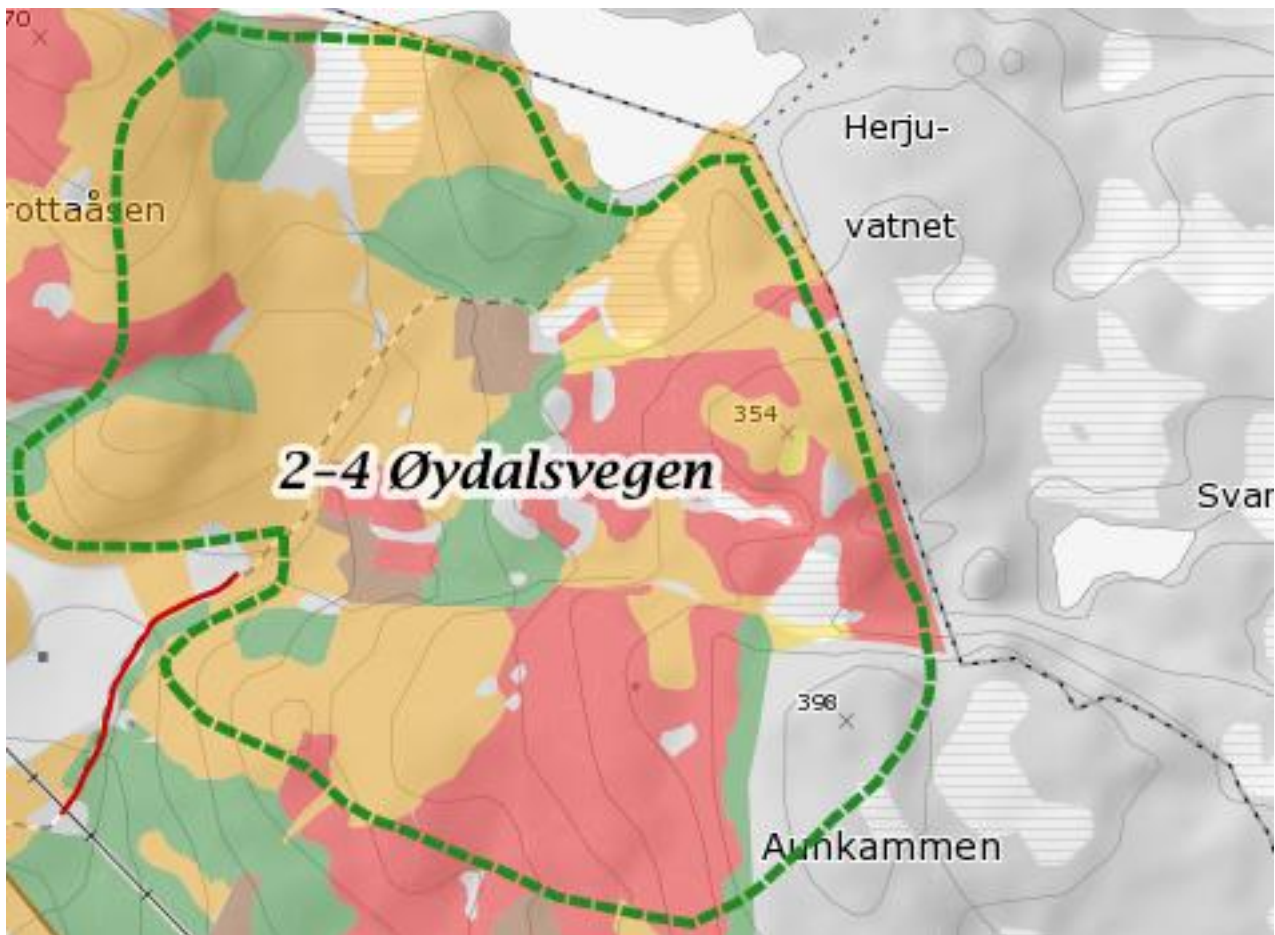 70
Herju-
rottaåsen
vatnet
354
2-4 Øydalsvegen
Svar
398
Aunkammen